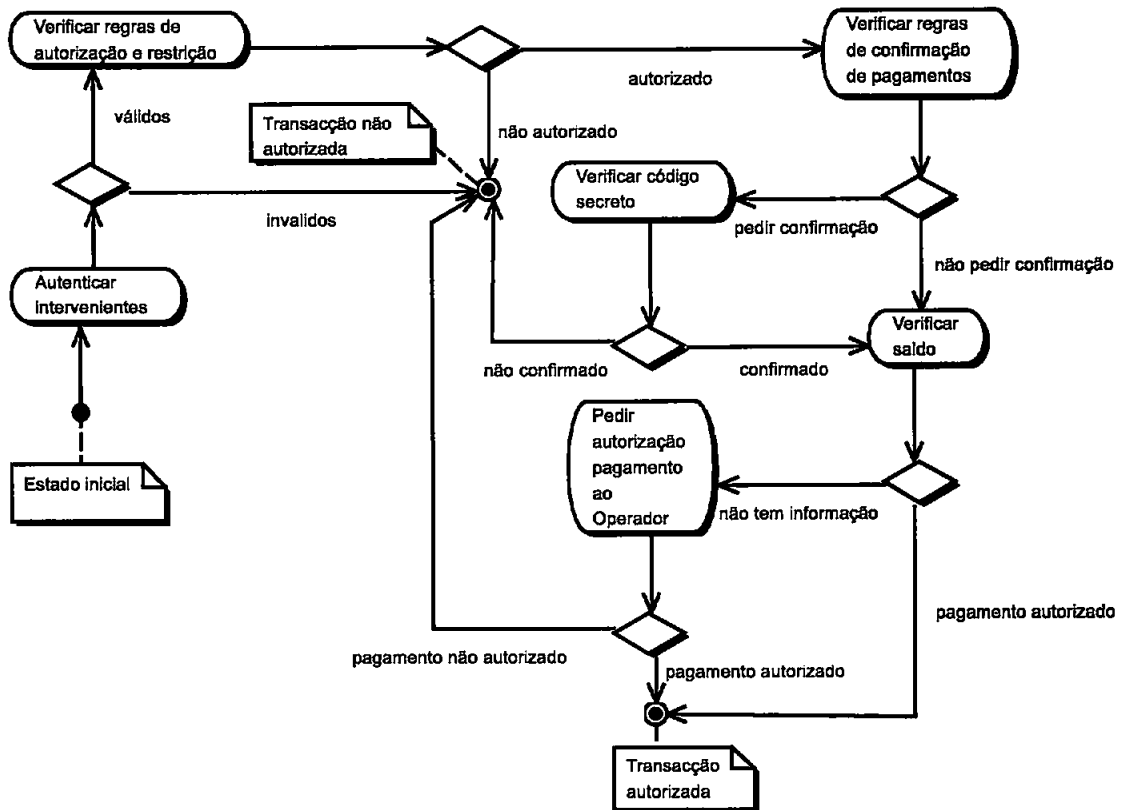 Verificar regras de
autorização e restrição
Verificar regras
de confirmação
de pagamentos
autorizado
válidos
Transacção não
autorizada
não autorizado
Verificar código
secreto
invalidos
pedir confirmação
não pedir confirmação
Autenticar
intervenientes
Verificar
saldo
não confirmado
confirmado
Pedir
autorização
pagamento
ao
Operador
Estado inicial
não tem informação
pagamento autorizado
pagamento não autorizado
pagamento autorizado
Transacção
autorizada